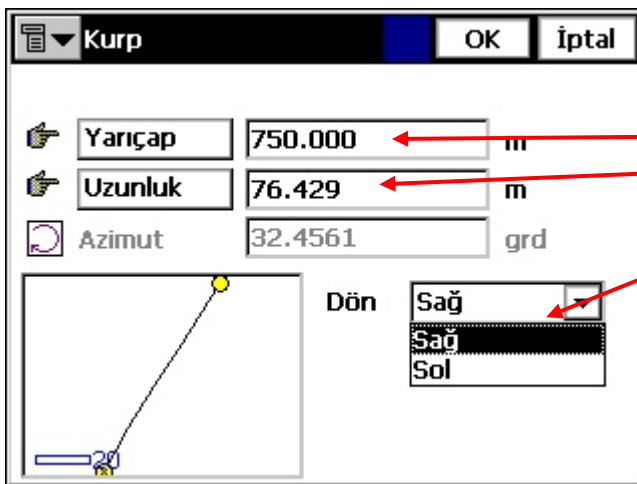 Kurp OK İptal
Yarıçap 750.000 m
Uzunluk 76.429 m
Azimut 32.4561 grd
Dön Sağ
Sağ
Sol
20